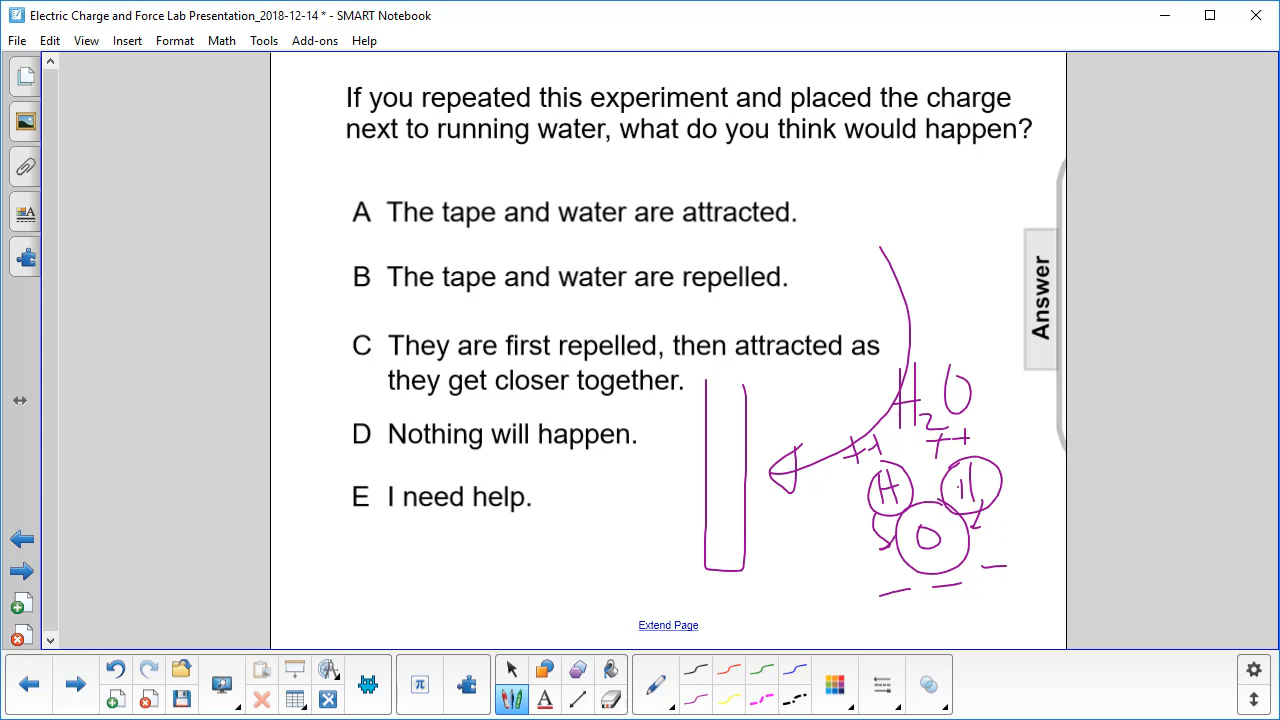 Electric Charge and Force Lab Presentation_2018-12-14 * - SMART Notebook
File Edit View Insert Format Math Tools Add-ons Help
If you repeated this experiment and placed the charge
next to running water, what do you think would happen?
A The tape and water are attracted.
B The tape and water are repelled.
C They are first repelled, then attracted as
they get closer together.
D Nothing will happen.
E I need help.
Answer
H2O
++ ++
H H
O
— — —
Extend Page
π
A